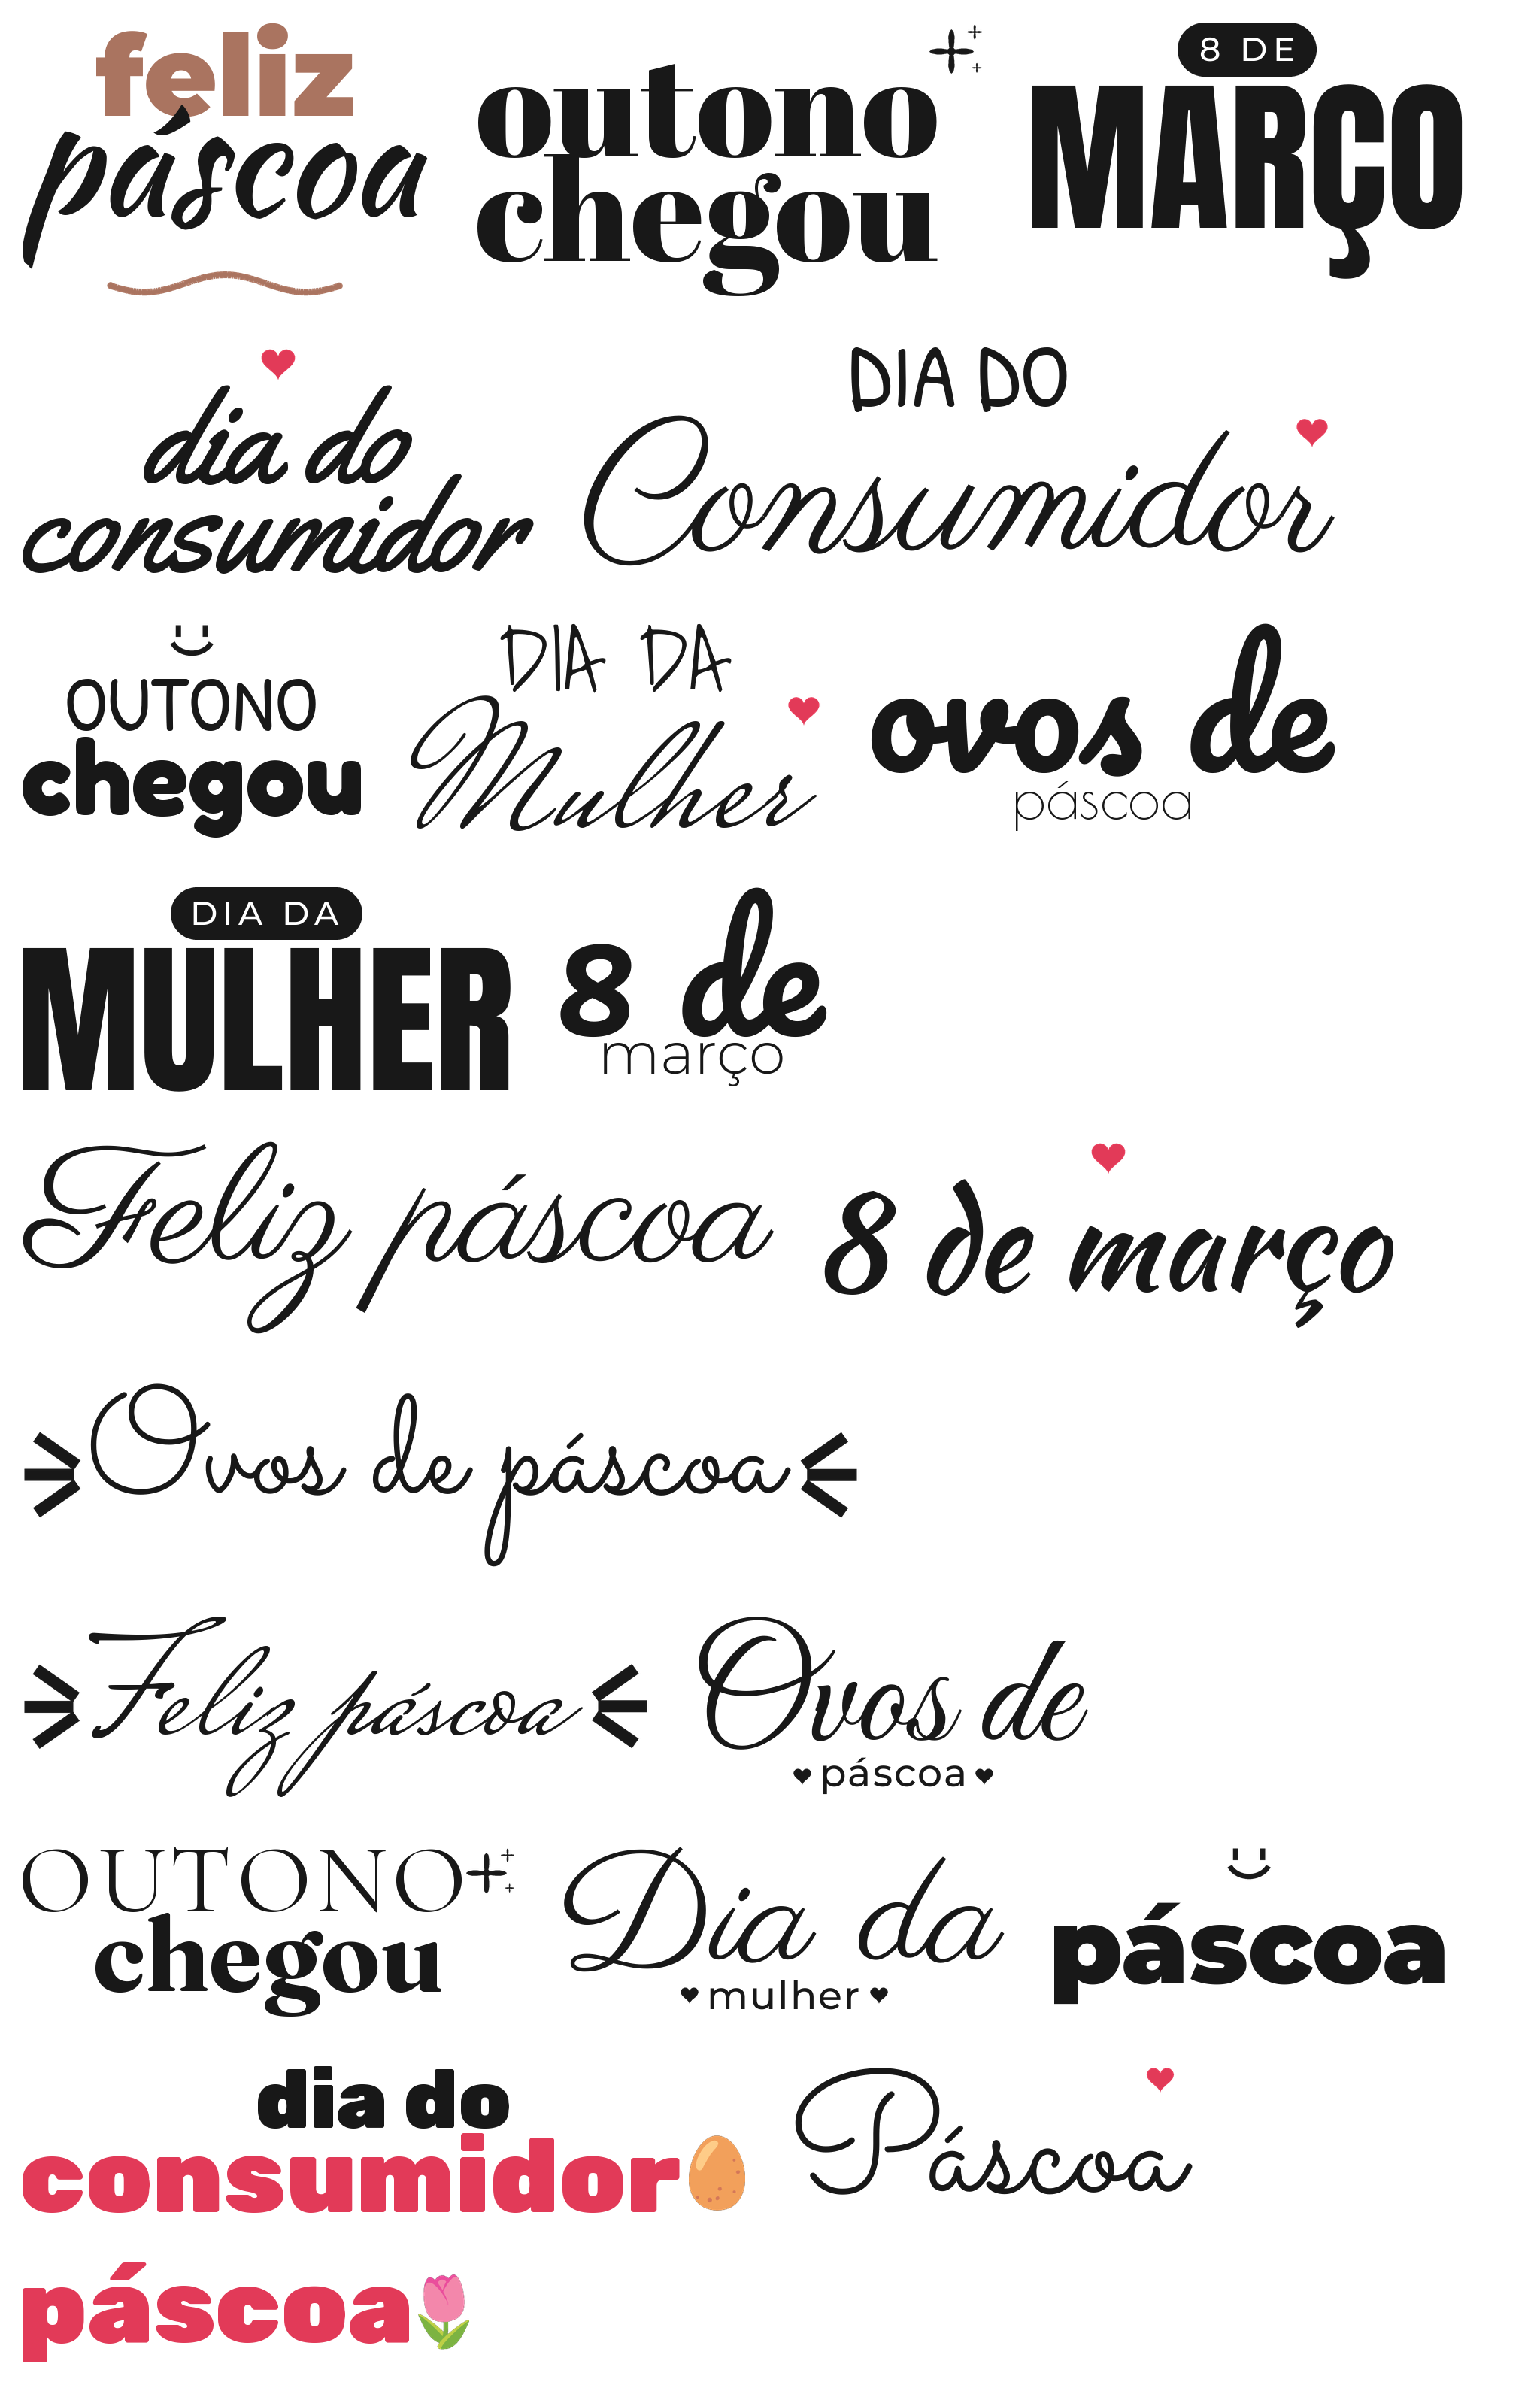 feliz
páscoa
outono
chegou
8 DE
MARÇO
dia do
consumidor
DIA DO
Consumidor
OUTONO
chegou
DIA DA
Mulher
ovos de
páscoa
DIA DA
MULHER
8 de
março
Feliz páscoa
8 de março
Ovos de páscoa
Feliz páscoa
Ovos de
páscoa
OUTONO
chegou
Dia da
mulher
páscoa
dia do
consumidor
Páscoa
páscoa